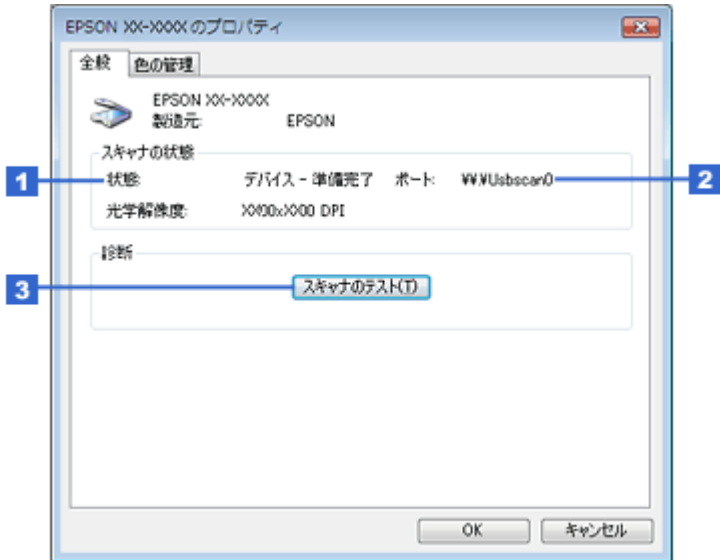 EPSON XX-XXXX のプロパティ
全般 色の管理
EPSON XX-XXXX
製造元: EPSON
スキャナの状態
1 状態: デバイス - 準備完了 ポート: ¥¥.¥Usbscan0 2
光学解像度: XX00xXX00 DPI
診断
3 スキャナのテスト(T)
OK キャンセル